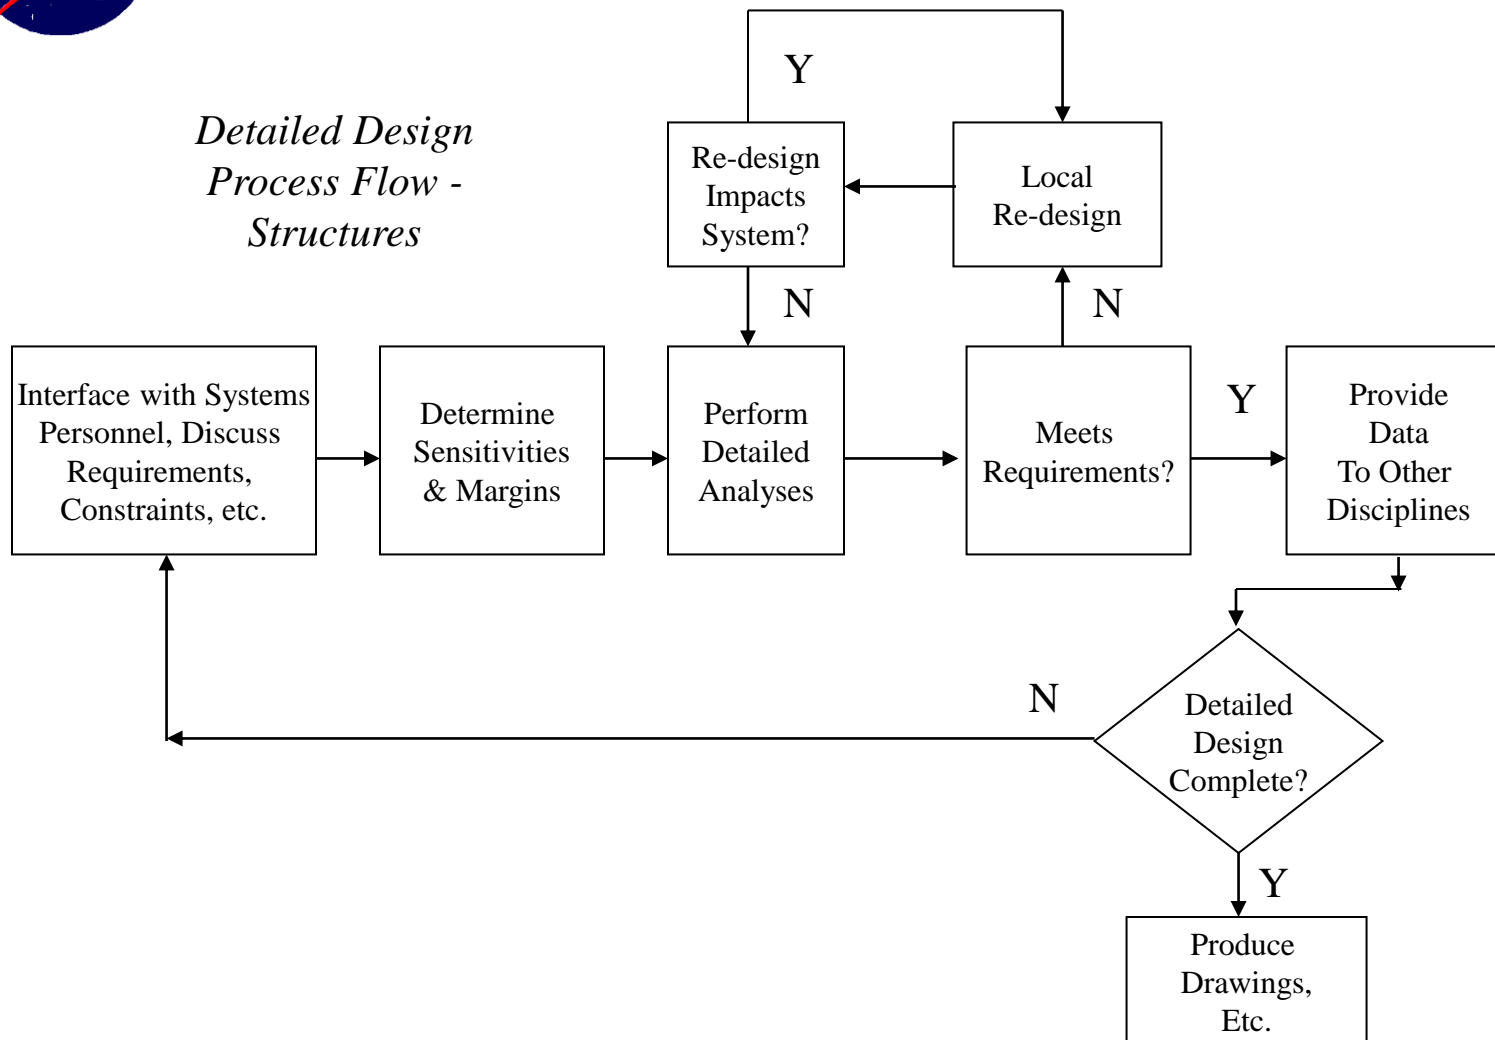 Detailed Design
Process Flow -
Structures
Y
Re-design
Impacts
System?
Local
Re-design
N
N
Interface with Systems
Personnel, Discuss
Requirements,
Constraints, etc.
Determine
Sensitivities
& Margins
Perform
Detailed
Analyses
Meets
Requirements?
Y
Provide
Data
To Other
Disciplines
N
Detailed
Design
Complete?
Y
Produce
Drawings,
Etc.